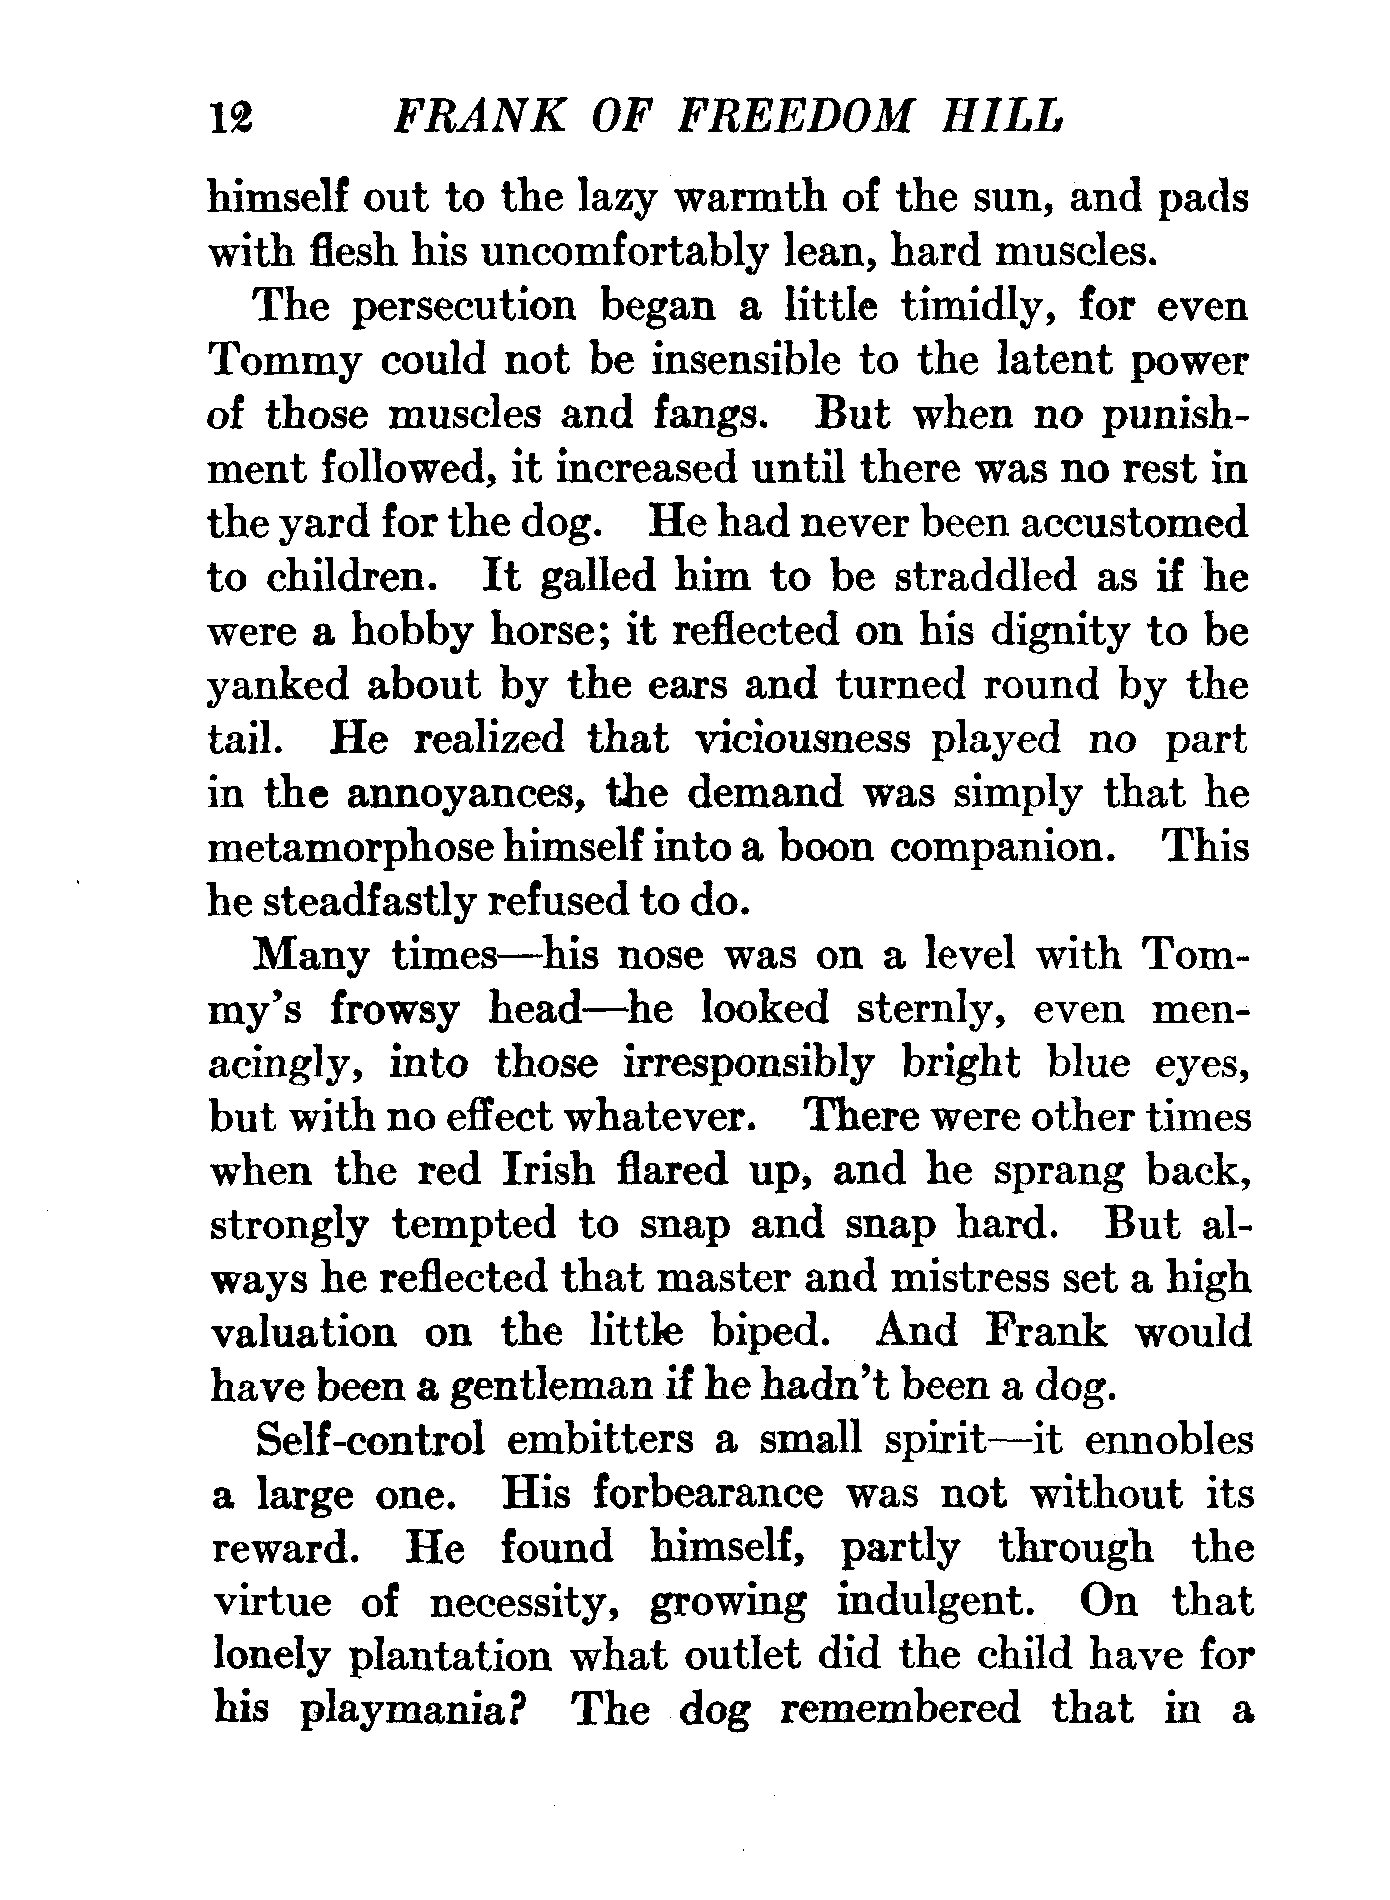 12 FRANK OF FREEDOM HILL
himself out to the lazy warmth of the sun, and pads
with flesh his uncomfortably lean, hard muscles.
The persecution began a little timidly, for even
Tommy could not be insensible to the latent power
of those muscles and fangs. But when no punish-
ment followed, it increased until there was no rest in
the yard for the dog. He had never been accustomed
to children. It galled him to be straddled as if he
were a hobby horse; it reflected on his dignity to be
yanked about by the ears and turned round by the
tail. He realized that viciousness played no part
in the annoyances, the demand was simply that he
metamorphose himself into a boon companion. This
he steadfastly refused to do.
Many times—his nose was on a level with Tom-
my's frowsy head—he looked sternly, even men-
acingly, into those irresponsibly bright blue eyes,
but with no effect whatever. There were other times
when the red Irish flared up, and he sprang back,
strongly tempted to snap and snap hard. But al-
ways he reflected that master and mistress set a high
valuation on the little biped. And Frank would
have been a gentleman if he hadn't been a dog.
Self-control embitters a small spirit—it ennobles
a large one. His forbearance was not without its
reward. He found himself, partly through the
virtue of necessity, growing indulgent. On that
lonely plantation what outlet did the child have for
his playmania? The dog remembered that in a